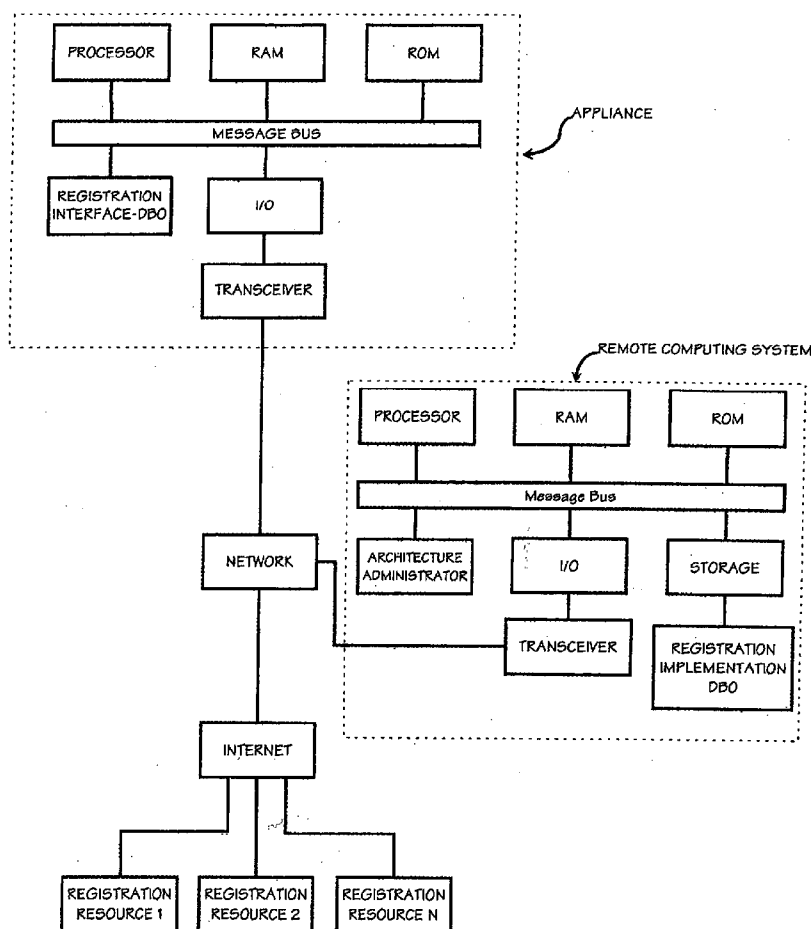 PROCESSOR
RAM
ROM
MESSAGE BUS
APPLIANCE
REGISTRATION
INTERFACE-DBO
I/O
TRANSCEIVER
REMOTE COMPUTING SYSTEM
PROCESSOR
RAM
ROM
Message Bus
ARCHITECTURE
ADMINISTRATOR
I/O
STORAGE
NETWORK
TRANSCEIVER
REGISTRATION
IMPLEMENTATION
DBO
INTERNET
REGISTRATION
RESOURCE 1
REGISTRATION
RESOURCE 2
REGISTRATION
RESOURCE N